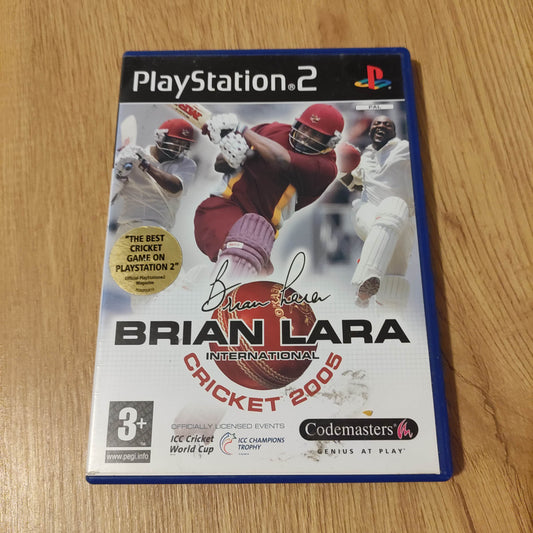 PlayStation®2
PAL
"THE BEST
CRICKET
GAME ON
PLAYSTATION 2"
Official PlayStation2
Magazine
Brian Lara
BRIAN LARA
INTERNATIONAL
CRICKET 2005
3+
www.pegi.info
OFFICIALLY LICENSED EVENTS
ICC Cricket
World Cup
ICC CHAMPIONS
TROPHY
Codemasters
GENIUS AT PLAY